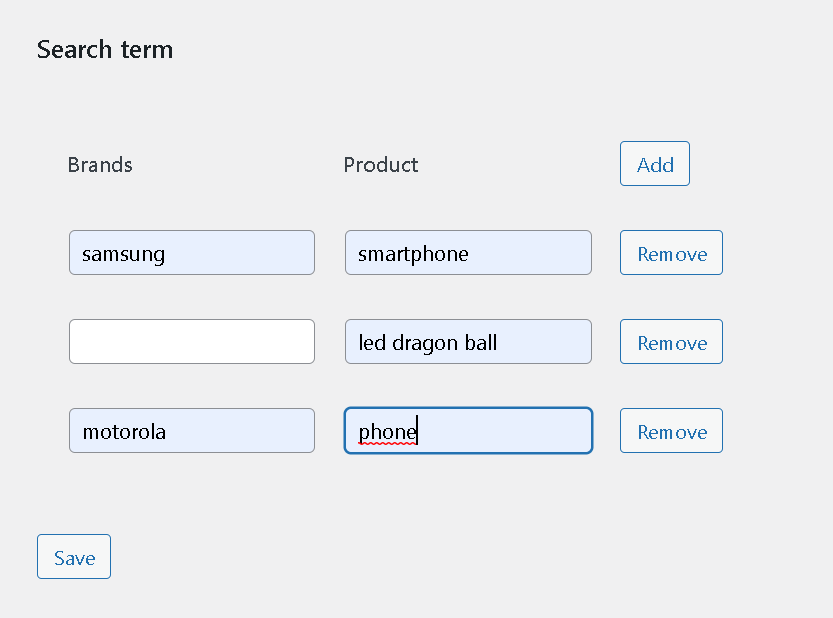 Search term
Brands Product Add
samsung smartphone Remove
led dragon ball Remove
motorola phone Remove
Save